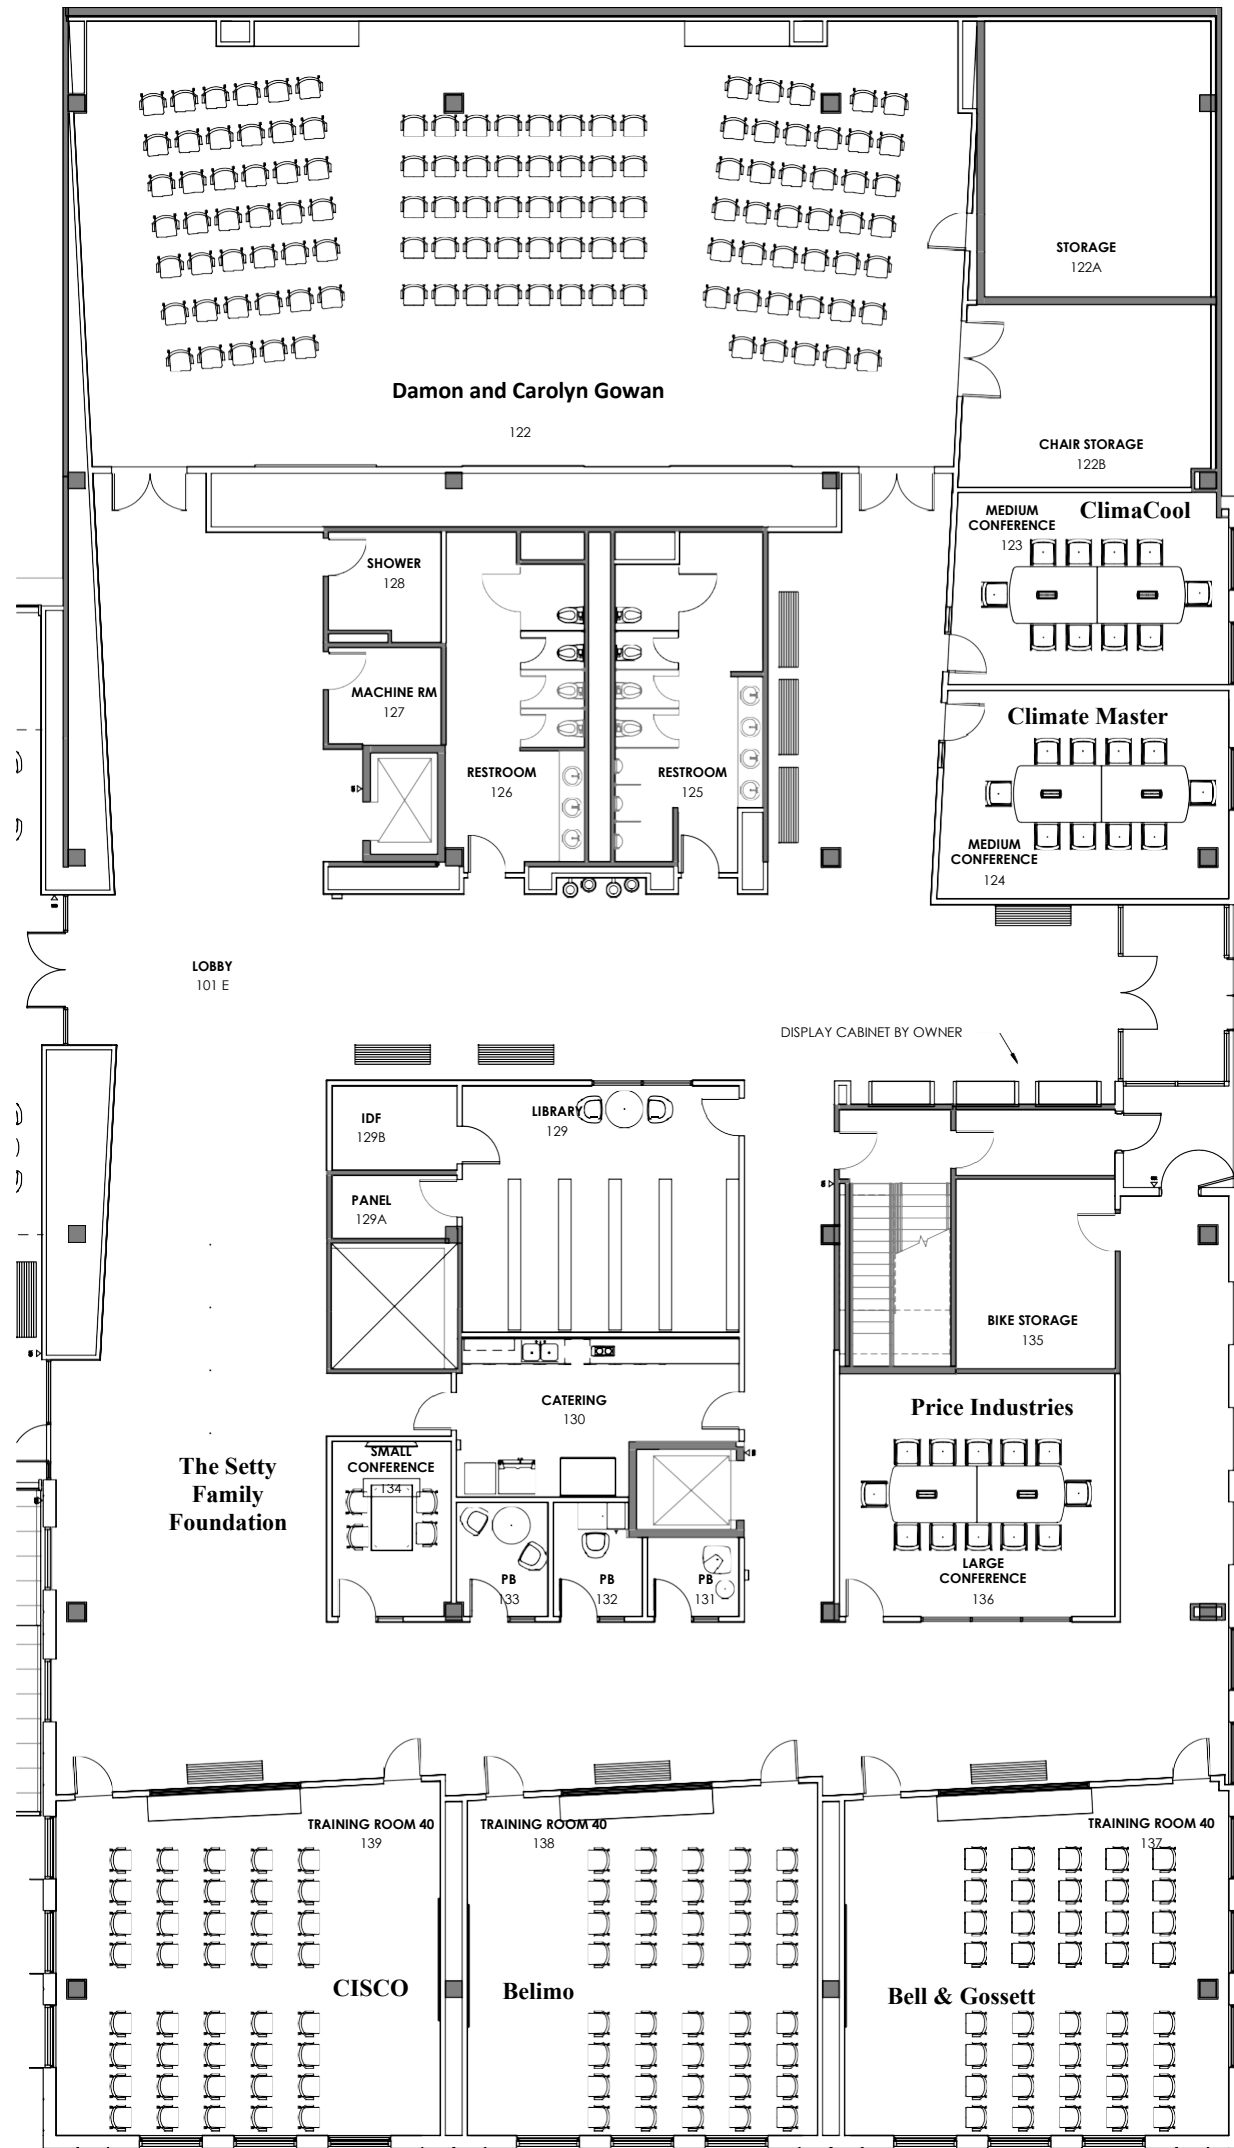 STORAGE
122A
Damon and Carolyn Gowan
122
CHAIR STORAGE
122B
MEDIUM
CONFERENCE
123
ClimaCool
SHOWER
128
MACHINE RM
127
RESTROOM
126
RESTROOM
125
Climate Master
MEDIUM
CONFERENCE
124
LOBBY
101 E
DISPLAY CABINET BY OWNER
IDF
129B
LIBRARY
129
PANEL
129A
BIKE STORAGE
135
CATERING
130
Price Industries
SMALL
CONFERENCE
134
The Setty
Family
Foundation
PB
133
PB
132
PB
131
LARGE
CONFERENCE
136
TRAINING ROOM 40
139
TRAINING ROOM 40
138
TRAINING ROOM 40
137
CISCO
Belimo
Bell & Gossett